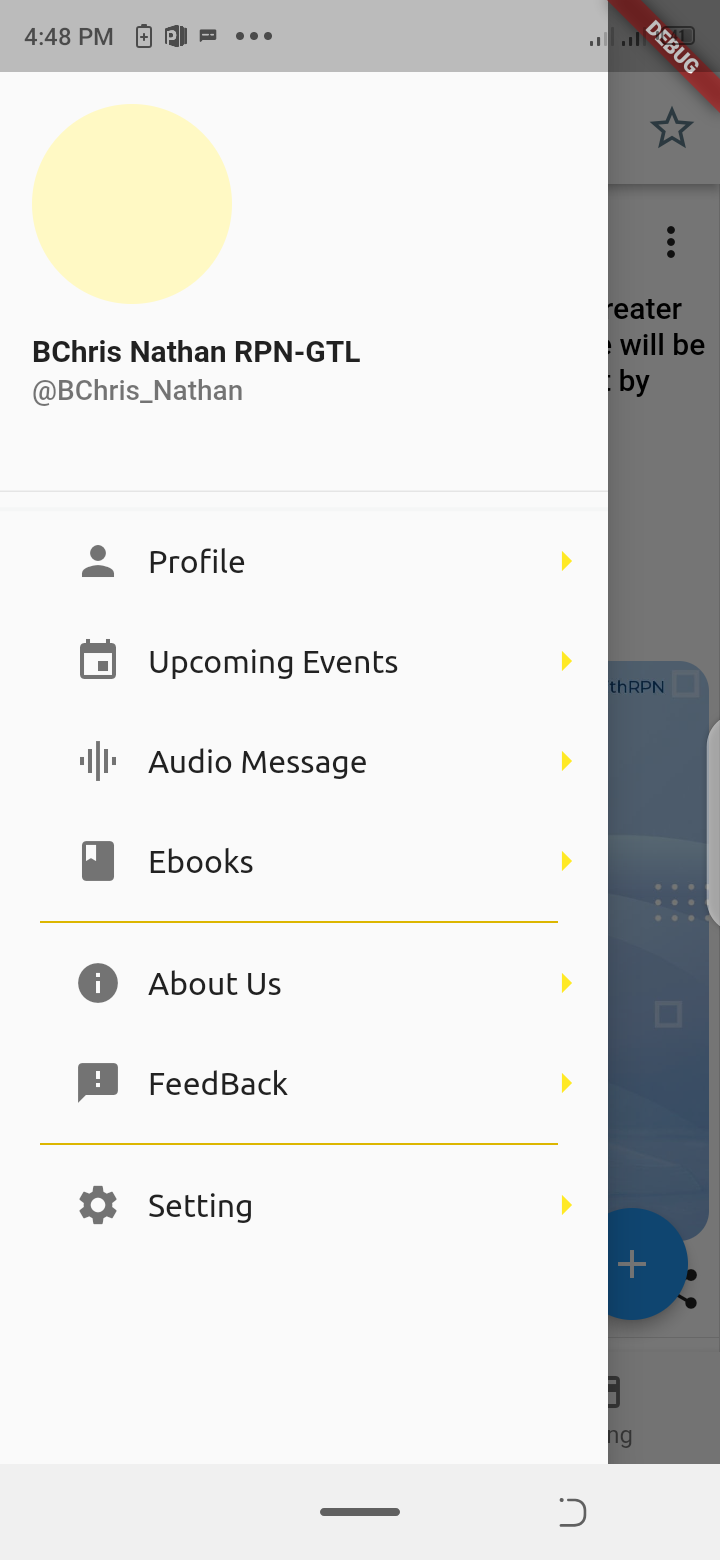 4:48 PM
41
DEBUG
BChris Nathan RPN-GTL
@BChris_Nathan
reater
will be
by
Profile
Upcoming Events
thRPN
Audio Message
Ebooks
About Us
FeedBack
Setting
ng